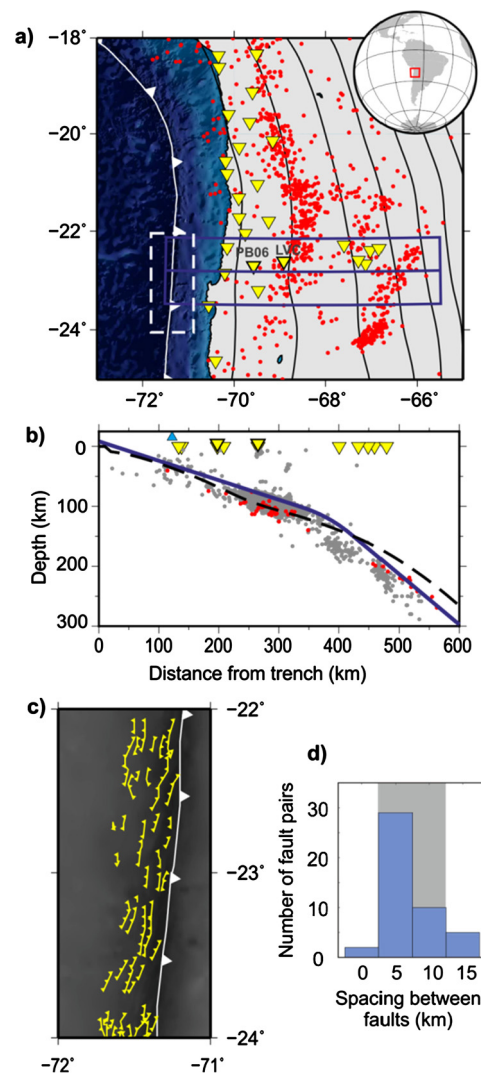 a)
−18°
−20°
−22°
−24°
PB06
LV
−72°
−70°
−68°
−66°
b)
0
100
200
300
Depth (km)
0
100
200
300
400
500
600
Distance from trench (km)
c)
−22°
−23°
−24°
−72°
−71°
d)
30
20
10
0
Number of fault pairs
0
5
10
15
Spacing between
faults (km)